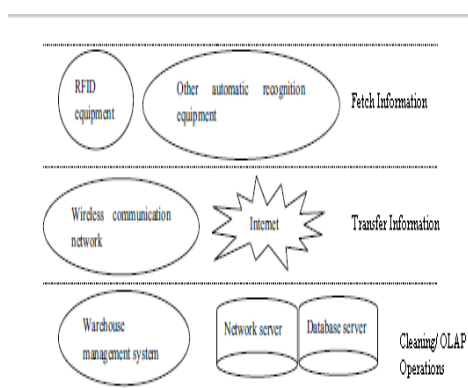 RFID
equipment
Other automatic recognition
equipment
Fetch Information
Wireless communication
network
Internet
Transfer Information
Warehouse
management system
Network server
Database server
Cleaning/ OLAP
Operations